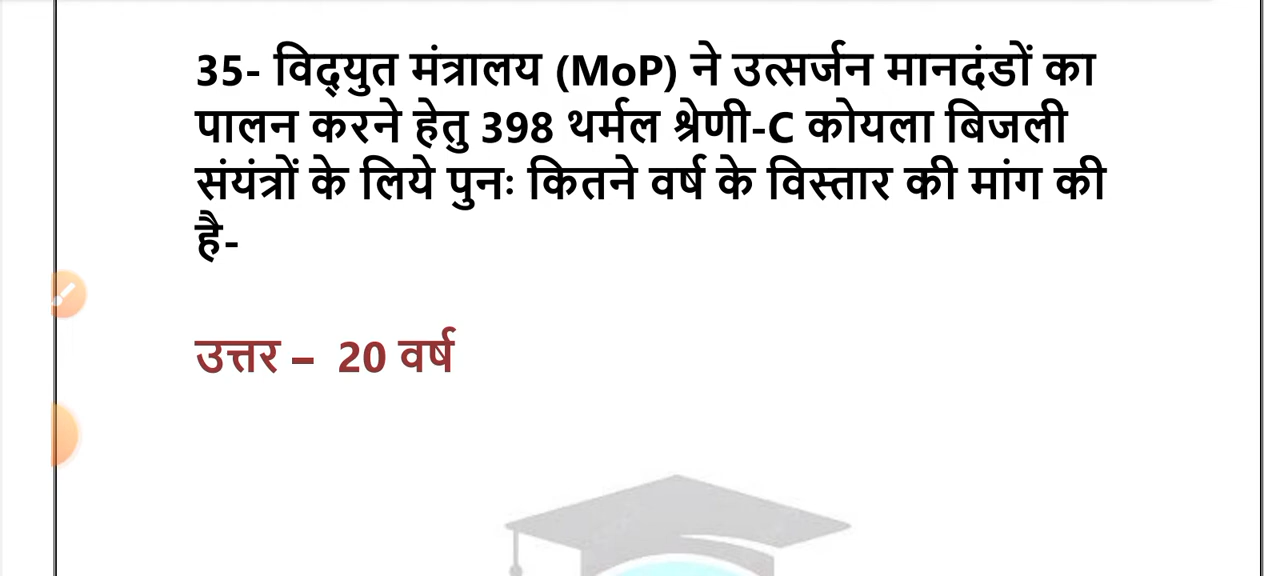 35- विद्युत मंत्रालय (MoP) ने उत्सर्जन मानदंडों का
पालन करने हेतु 398 थर्मल श्रेणी-C कोयला बिजली
संयंत्रों के लिये पुनः कितने वर्ष के विस्तार की मांग की
है-
उत्तर – 20 वर्ष